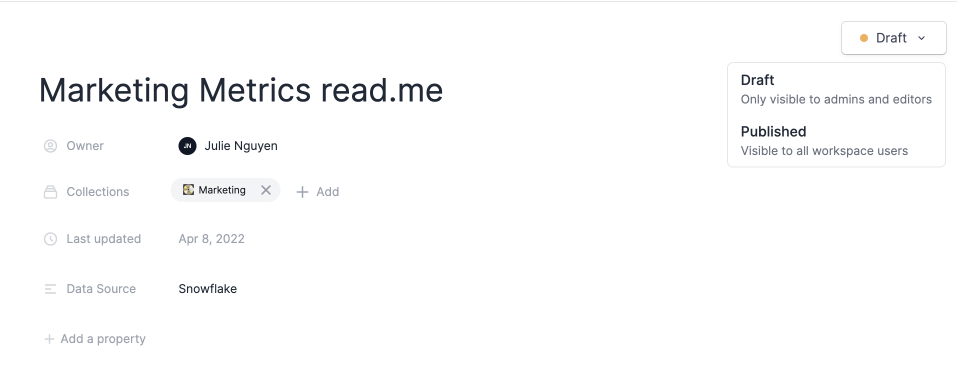 Draft
Marketing Metrics read.me
Draft
Only visible to admins and editors
Published
Visible to all workspace users
Owner
JN Julie Nguyen
Collections
Marketing
Add
Last updated
Apr 8, 2022
Data Source
Snowflake
Add a property